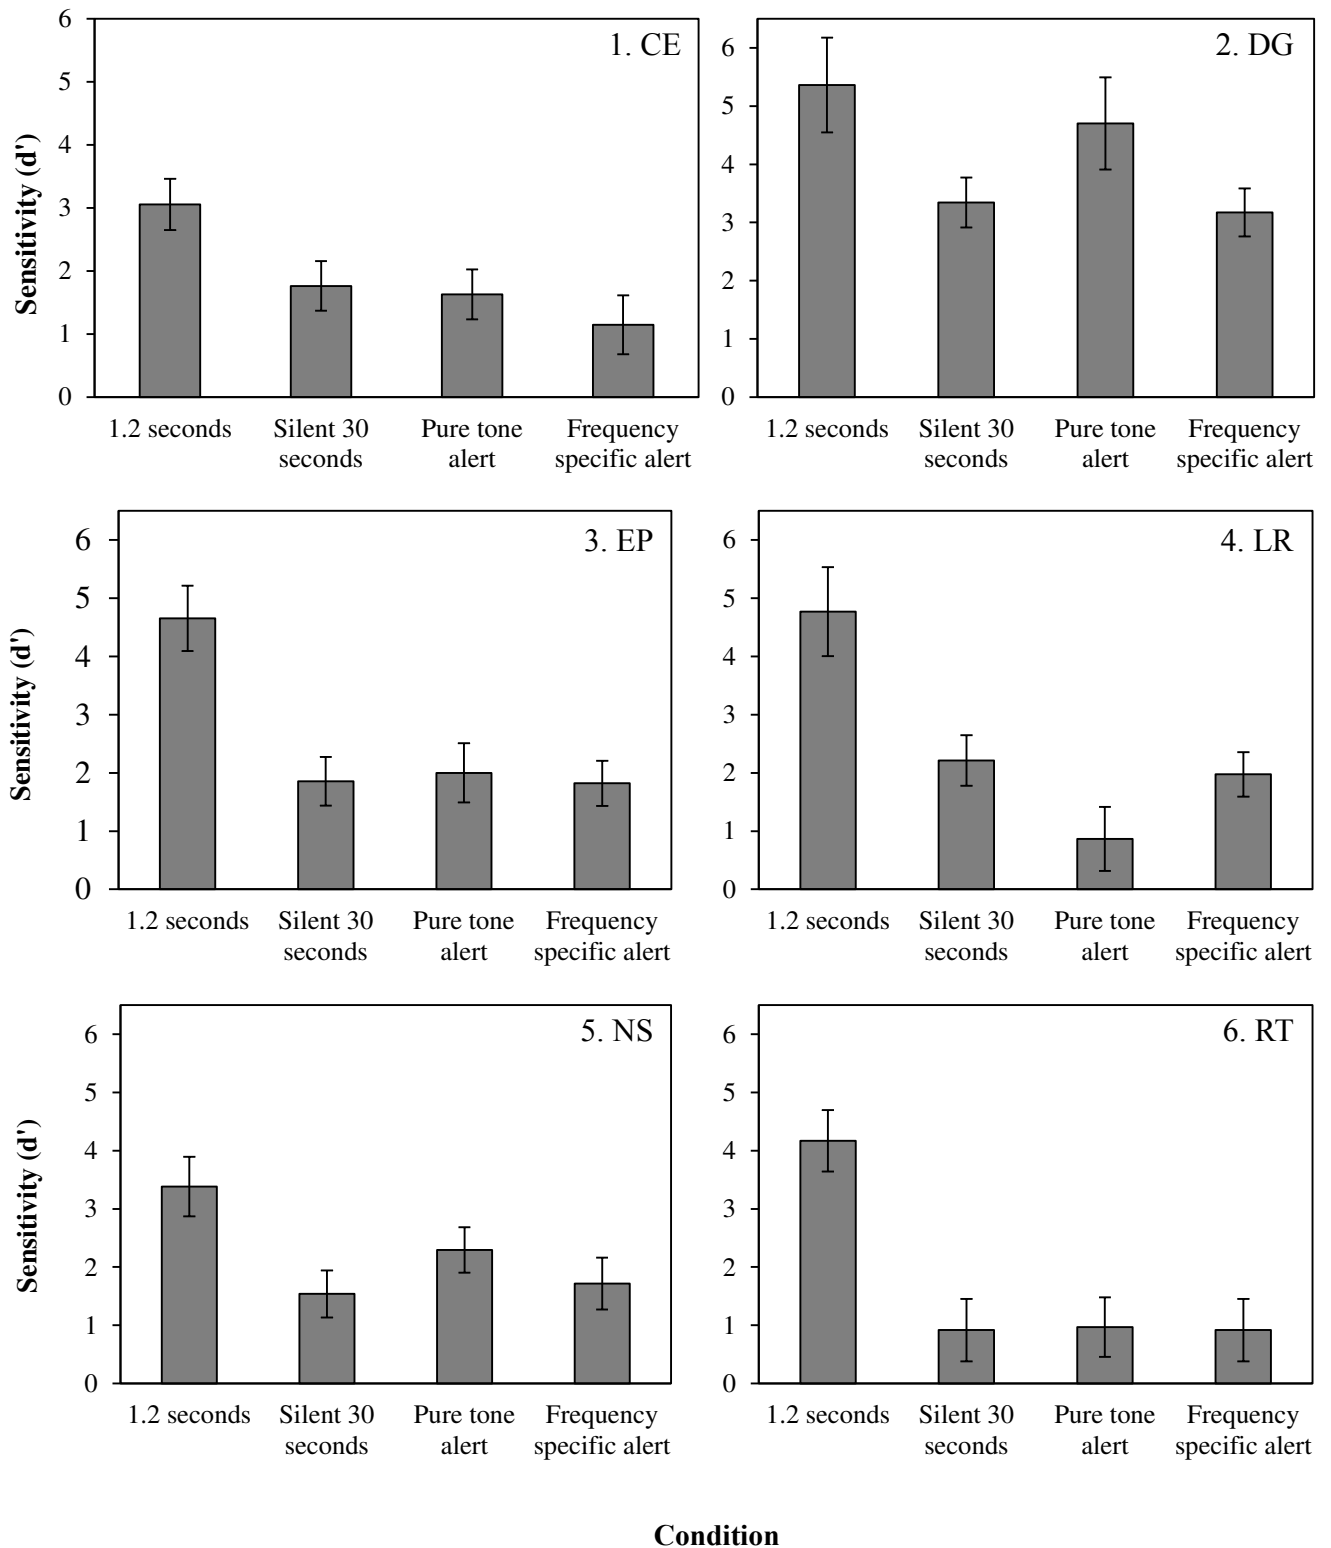 1. CE
6
5
4
3
2
1
0
Sensitivity (d')
1.2 seconds
Silent 30
seconds
Pure tone
alert
Frequency
specific alert
2. DG
6
5
4
3
2
1
0
1.2 seconds
Silent 30
seconds
Pure tone
alert
Frequency
specific alert
3. EP
6
5
4
3
2
1
0
Sensitivity (d')
1.2 seconds
Silent 30
seconds
Pure tone
alert
Frequency
specific alert
4. LR
6
5
4
3
2
1
0
1.2 seconds
Silent 30
seconds
Pure tone
alert
Frequency
specific alert
5. NS
6
5
4
3
2
1
0
Sensitivity (d')
1.2 seconds
Silent 30
seconds
Pure tone
alert
Frequency
specific alert
6. RT
6
5
4
3
2
1
0
1.2 seconds
Silent 30
seconds
Pure tone
alert
Frequency
specific alert
Condition